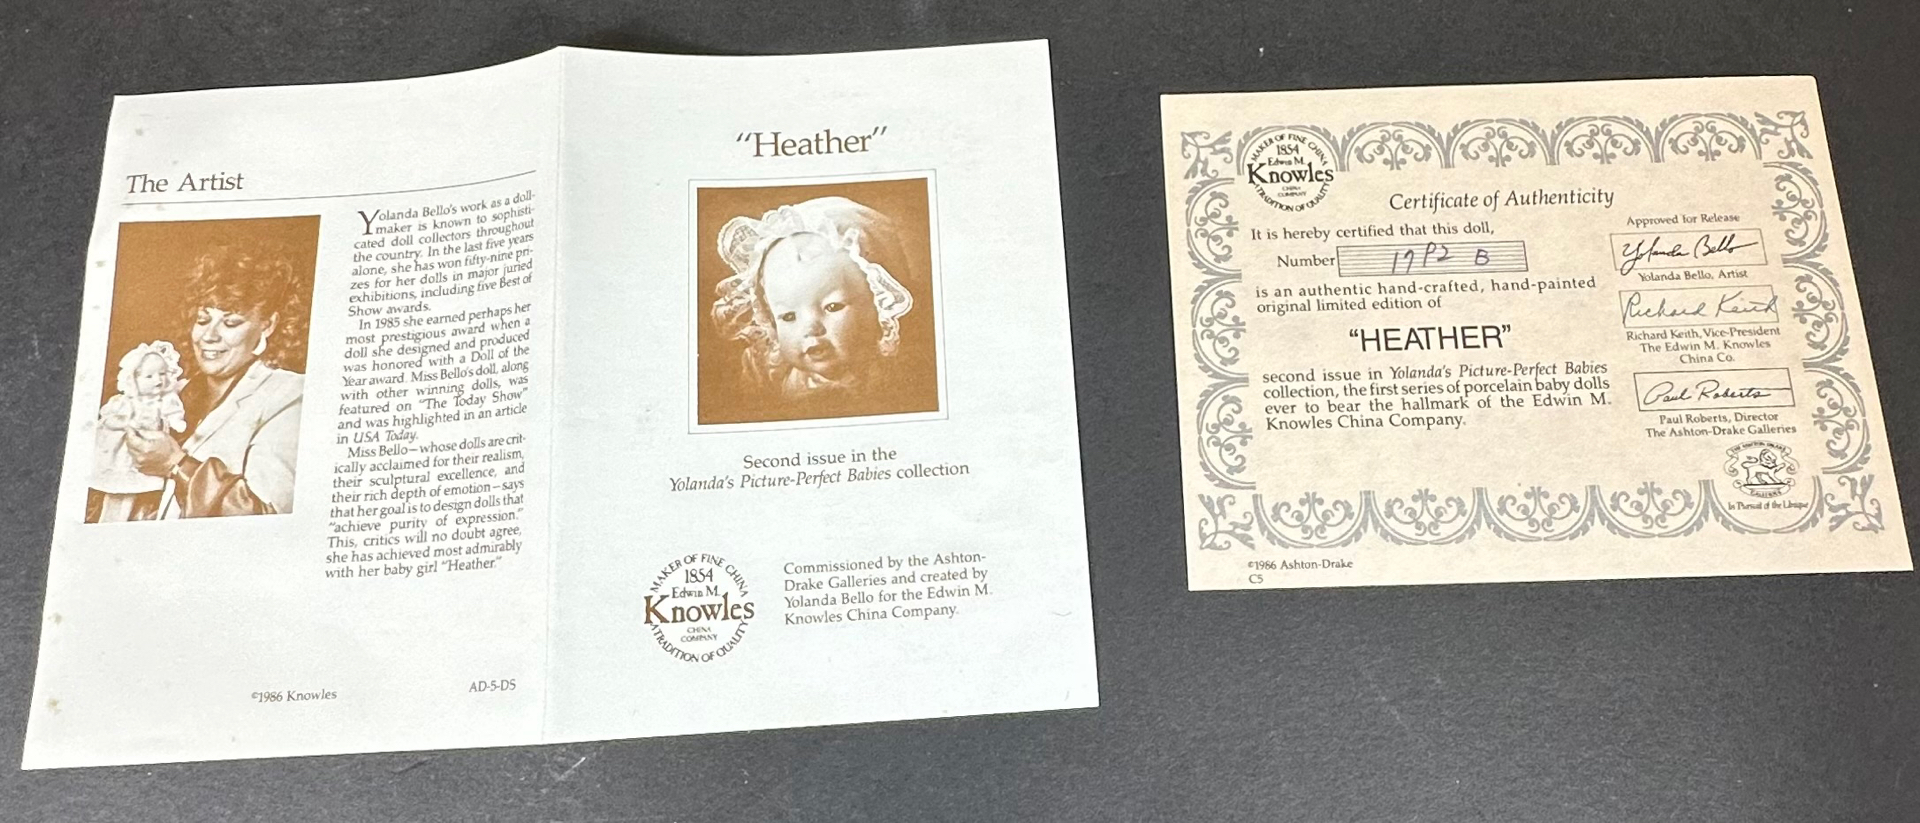 The Artist
Yolanda Bello's work as a doll-
maker is known to sophisti-
cated doll collectors throughout
the country. In the last five years
alone, she has won fifty-nine pri-
zes for her dolls in major juried
exhibitions, including five Best of
Show awards.
In 1985 she earned perhaps her
most prestigious award when a
doll she designed and produced
was honored with a Doll of the
Year award. Miss Bello's doll, along
with other winning dolls, was
featured on "The Today Show"
and was highlighted in an article
in USA Today.
Miss Bello—whose dolls are crit-
ically acclaimed for their realism,
their sculptural excellence, and
their rich depth of emotion—says
that her goal is to design dolls that
"achieve purity of expression."
This, critics will no doubt agree,
she has achieved most admirably
with her baby girl "Heather."
©1986 Knowles
AD-5-DS
"Heather"
Second issue in the
Yolanda's Picture-Perfect Babies collection
MAKER OF FINE CHINA
1854
Edwin M.
Knowles
CHINA
COMPANY
A TRADITION OF QUALITY
Commissioned by the Ashton-
Drake Galleries and created by
Yolanda Bello for the Edwin M.
Knowles China Company.
MAKER OF FINE CHINA
1854
Edwin M.
Knowles
CHINA
COMPANY
A TRADITION OF QUALITY
Certificate of Authenticity
It is hereby certified that this doll,
Number 17P2 B
is an authentic hand-crafted, hand-painted
original limited edition of
"HEATHER"
second issue in Yolanda's Picture-Perfect Babies
collection, the first series of porcelain baby dolls
ever to bear the hallmark of the Edwin M.
Knowles China Company.
Approved for Release
Yolanda Bello
Yolanda Bello, Artist
Richard Keith
Richard Keith, Vice-President
The Edwin M. Knowles
China Co.
Paul Roberts
Paul Roberts, Director
The Ashton-Drake Galleries
THE ASHTON-DRAKE
GALLERIES
In Pursuit of the Unique
©1986 Ashton-Drake
C5